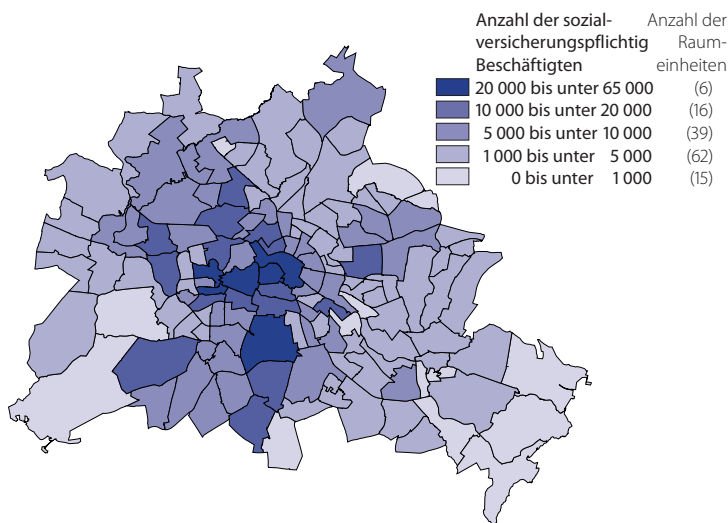 Anzahl der sozial- Anzahl der
versicherungspflichtig Raum-
Beschäftigten einheiten
20 000 bis unter 65 000 (6)
10 000 bis unter 20 000 (16)
5 000 bis unter 10 000 (39)
1 000 bis unter 5 000 (62)
0 bis unter 1 000 (15)